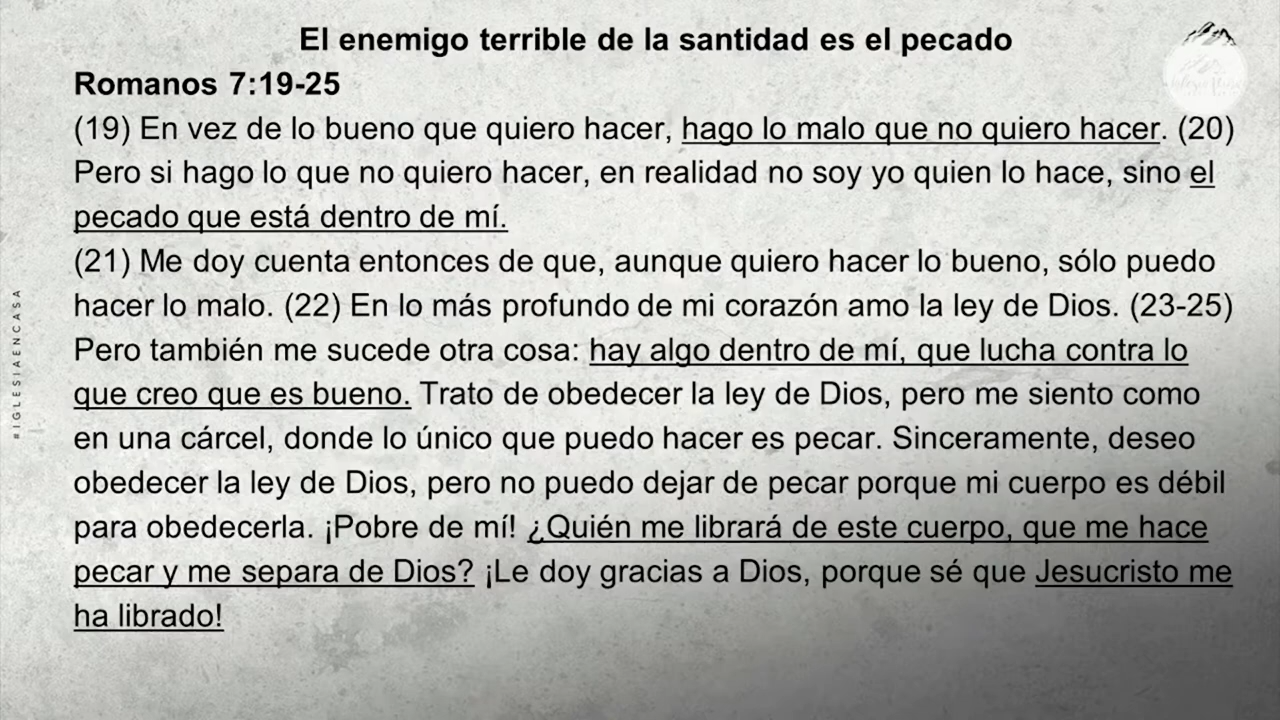 El enemigo terrible de la santidad es el pecado
Romanos 7:19-25
(19) En vez de lo bueno que quiero hacer, hago lo malo que no quiero hacer. (20)
Pero si hago lo que no quiero hacer, en realidad no soy yo quien lo hace, sino el
pecado que está dentro de mí.
(21) Me doy cuenta entonces de que, aunque quiero hacer lo bueno, sólo puedo
hacer lo malo. (22) En lo más profundo de mi corazón amo la ley de Dios. (23-25)
Pero también me sucede otra cosa: hay algo dentro de mí, que lucha contra lo
que creo que es bueno. Trato de obedecer la ley de Dios, pero me siento como
en una cárcel, donde lo único que puedo hacer es pecar. Sinceramente, deseo
obedecer la ley de Dios, pero no puedo dejar de pecar porque mi cuerpo es débil
para obedecerla. ¡Pobre de mí! ¿Quién me librará de este cuerpo, que me hace
pecar y me separa de Dios? ¡Le doy gracias a Dios, porque sé que Jesucristo me
ha librado!
#IGLESIAENCASA